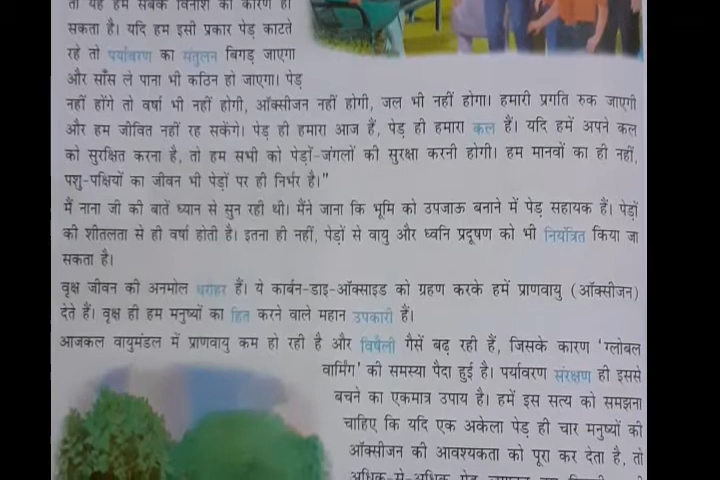 तो यह हम सबके विनाश का कारण हो
सकता है। यदि हम इसी प्रकार पेड़ काटते
रहे तो पर्यावरण का संतुलन बिगड़ जाएगा
और साँस ले पाना भी कठिन हो जाएगा। पेड़
नहीं होंगे तो वर्षा भी नहीं होगी, ऑक्सीजन नहीं होगी, जल भी नहीं होगा। हमारी प्रगति रुक जाएगी
और हम जीवित नहीं रह सकेंगे। पेड़ ही हमारा आज हैं, पेड़ ही हमारा कल हैं। यदि हमें अपने कल
को सुरक्षित करना है, तो हम सभी को पेड़ों-जंगलों की सुरक्षा करनी होगी। हम मानवों का ही नहीं,
पशु-पक्षियों का जीवन भी पेड़ों पर ही निर्भर है।"
मैं नाना जी की बातें ध्यान से सुन रही थी। मैंने जाना कि भूमि को उपजाऊ बनाने में पेड़ सहायक हैं। पेड़ों
की शीतलता से ही वर्षा होती है। इतना ही नहीं, पेड़ों से वायु और ध्वनि प्रदूषण को भी नियंत्रित किया जा
सकता है।
वृक्ष जीवन की अनमोल धरोहर हैं। ये कार्बन-डाइ-ऑक्साइड को ग्रहण करके हमें प्राणवायु (ऑक्सीजन)
देते हैं। वृक्ष ही हम मनुष्यों का हित करने वाले महान उपकारी हैं।
आजकल वायुमंडल में प्राणवायु कम हो रही है और विषैली गैसें बढ़ रही हैं, जिसके कारण 'ग्लोबल
वार्मिंग' की समस्या पैदा हुई है। पर्यावरण संरक्षण ही इससे
बचने का एकमात्र उपाय है। हमें इस सत्य को समझना
चाहिए कि यदि एक अकेला पेड़ ही चार मनुष्यों की
ऑक्सीजन की आवश्यकता को पूरा कर देता है, तो
अधिक-से-अधिक पेड़